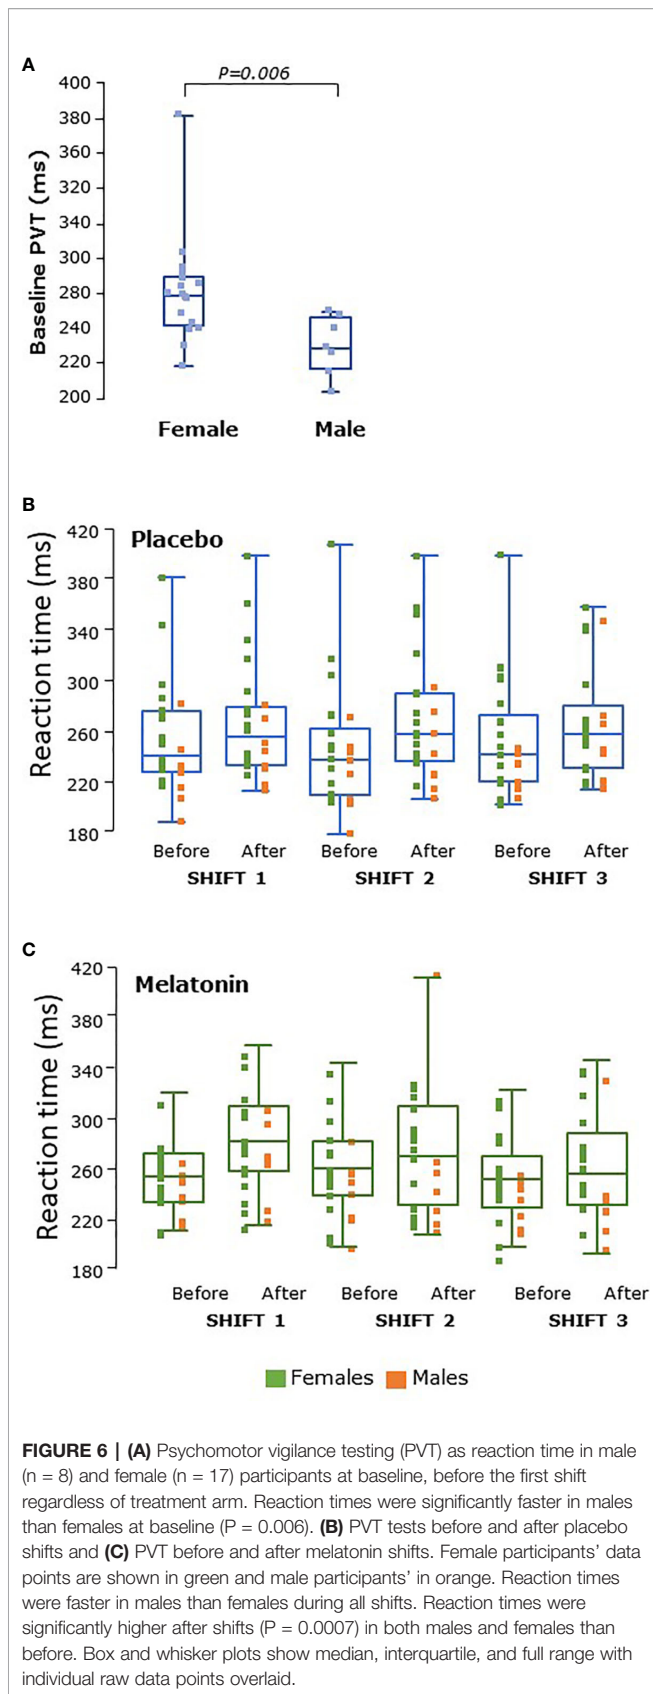 A
P=0.006
Baseline PVT (ms)
400
380
360
320
340
300
280
240
220
200
Female Male
B
Placebo
Reaction time (ms)
420
380
340
300
260
220
180
Before After Before After Before After
SHIFT 1 SHIFT 2 SHIFT 3
C
Melatonin
Reaction time (ms)
420
380
340
300
260
220
180
Before After Before After Before After
SHIFT 1 SHIFT 2 SHIFT 3
Females Males
FIGURE 6 | (A) Psychomotor vigilance testing (PVT) as reaction time in male
(n = 8) and female (n = 17) participants at baseline, before the first shift
regardless of treatment arm. Reaction times were significantly faster in males
than females at baseline (P = 0.006). (B) PVT tests before and after placebo
shifts and (C) PVT before and after melatonin shifts. Female participants’ data
points are shown in green and male participants’ in orange. Reaction times
were faster in males than females during all shifts. Reaction times were
significantly higher after shifts (P = 0.0007) in both males and females than
before. Box and whisker plots show median, interquartile, and full range with
individual raw data points overlaid.